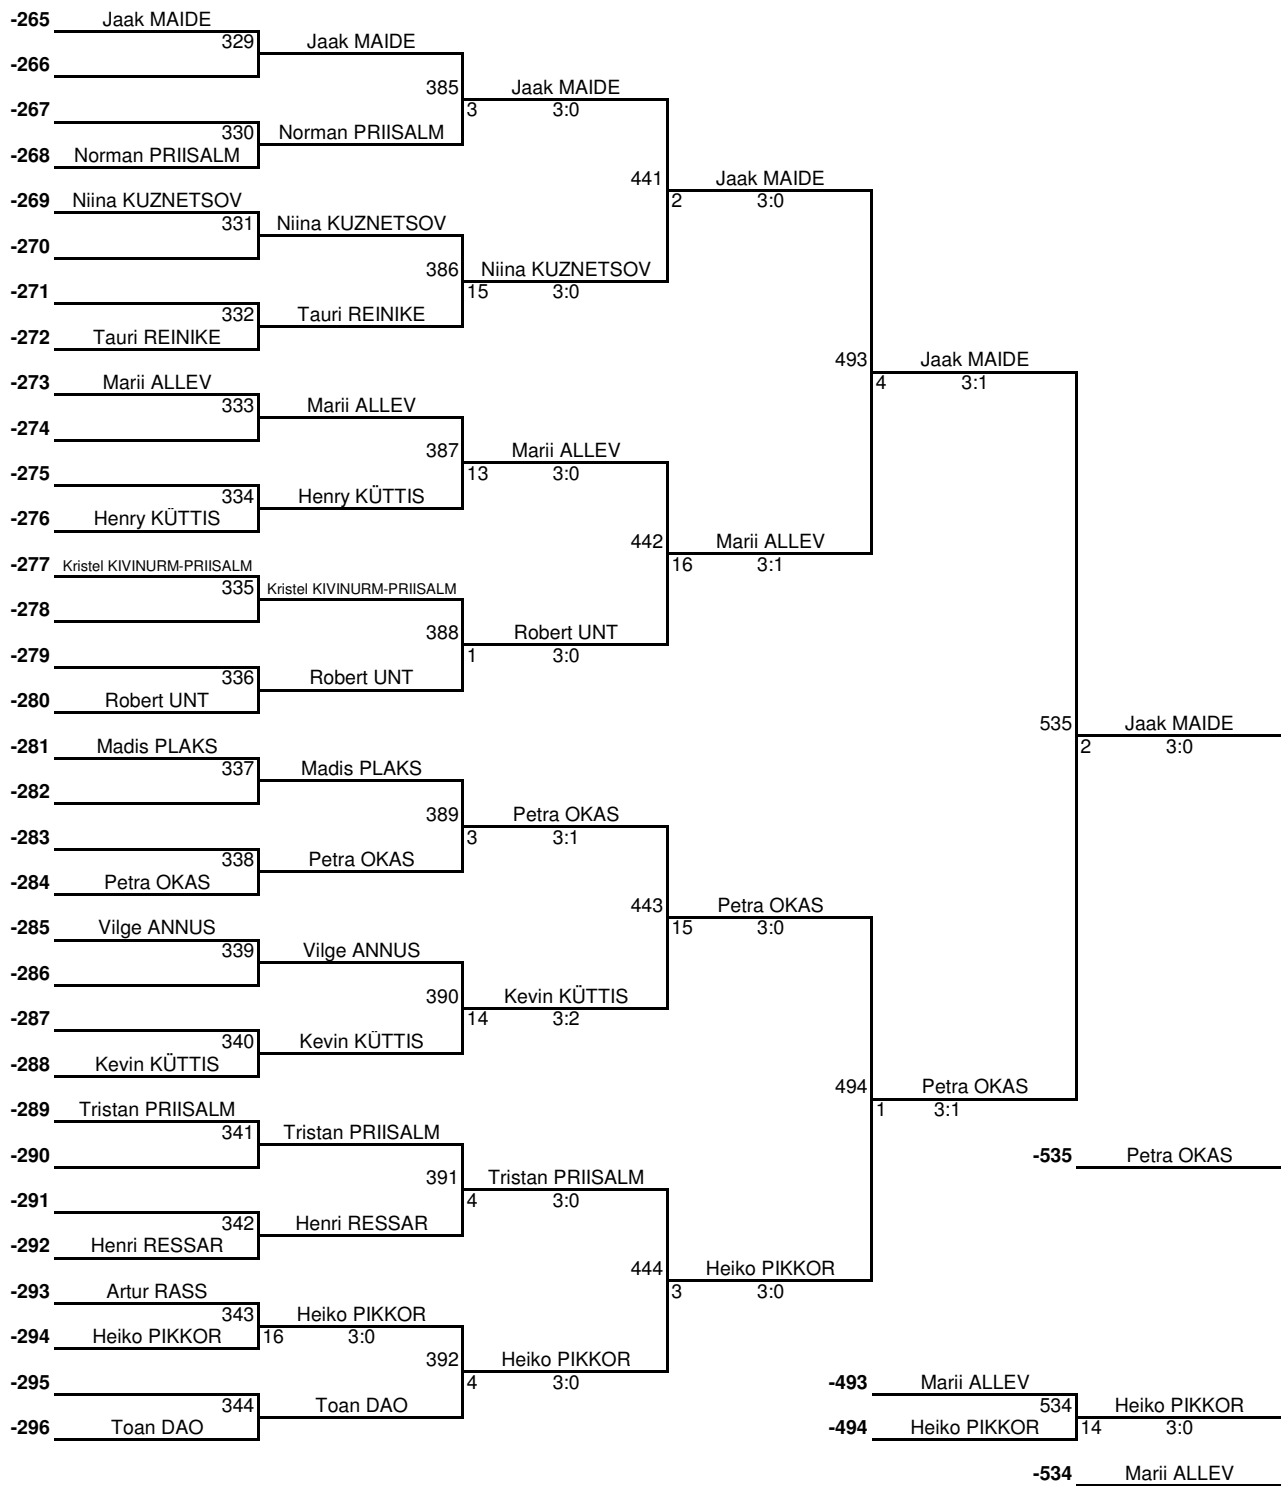 -265 Jaak MAIDE
329 Jaak MAIDE
-266
385 Jaak MAIDE
-267
3 3:0
330 Norman PRIISALM
-268 Norman PRIISALM
441 Jaak MAIDE
-269 Niina KUZNETSOV
2 3:0
331 Niina KUZNETSOV
-270
386 Niina KUZNETSOV
-271
15 3:0
332 Tauri REINIKE
-272 Tauri REINIKE
493 Jaak MAIDE
-273 Marii ALLEV
4 3:1
333 Marii ALLEV
-274
387 Marii ALLEV
-275
13 3:0
334 Henry KÜTTIS
-276 Henry KÜTTIS
442 Marii ALLEV
-277 Kristel KIVINURM-PRIISALM
16 3:1
335 Kristel KIVINURM-PRIISALM
-278
388 Robert UNT
-279
1 3:0
336 Robert UNT
-280 Robert UNT
535 Jaak MAIDE
-281 Madis PLAKS
2 3:0
337 Madis PLAKS
-282
389 Petra OKAS
-283
3 3:1
338 Petra OKAS
-284 Petra OKAS
443 Petra OKAS
-285 Vilge ANNUS
15 3:0
339 Vilge ANNUS
-286
390 Kevin KÜTTIS
-287
14 3:2
340 Kevin KÜTTIS
-288 Kevin KÜTTIS
494 Petra OKAS
-289 Tristan PRIISALM
1 3:1
341 Tristan PRIISALM
-290
-535 Petra OKAS
391 Tristan PRIISALM
-291
4 3:0
342 Henri RESSAR
-292 Henri RESSAR
444 Heiko PIKKOR
-293 Artur RASS
3 3:0
343 Heiko PIKKOR
-294 Heiko PIKKOR
16 3:0
392 Heiko PIKKOR
-295
4 3:0
-493 Marii ALLEV
344 Toan DAO
534 Heiko PIKKOR
-296 Toan DAO
-494 Heiko PIKKOR
14 3:0
-534 Marii ALLEV